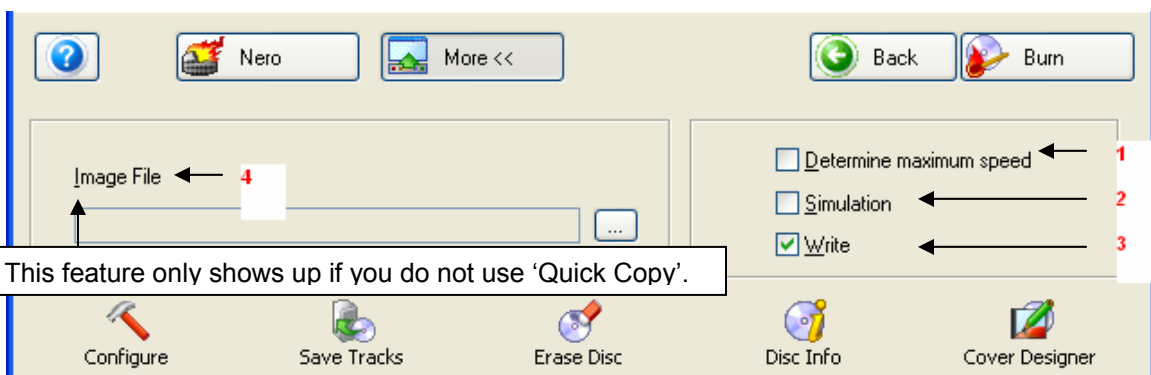 Nero More << Back Burn
Determine maximum speed 1
Image File 4
Simulation 2
...
Write 3
This feature only shows up if you do not use ‘Quick Copy’.
Configure Save Tracks Erase Disc Disc Info Cover Designer